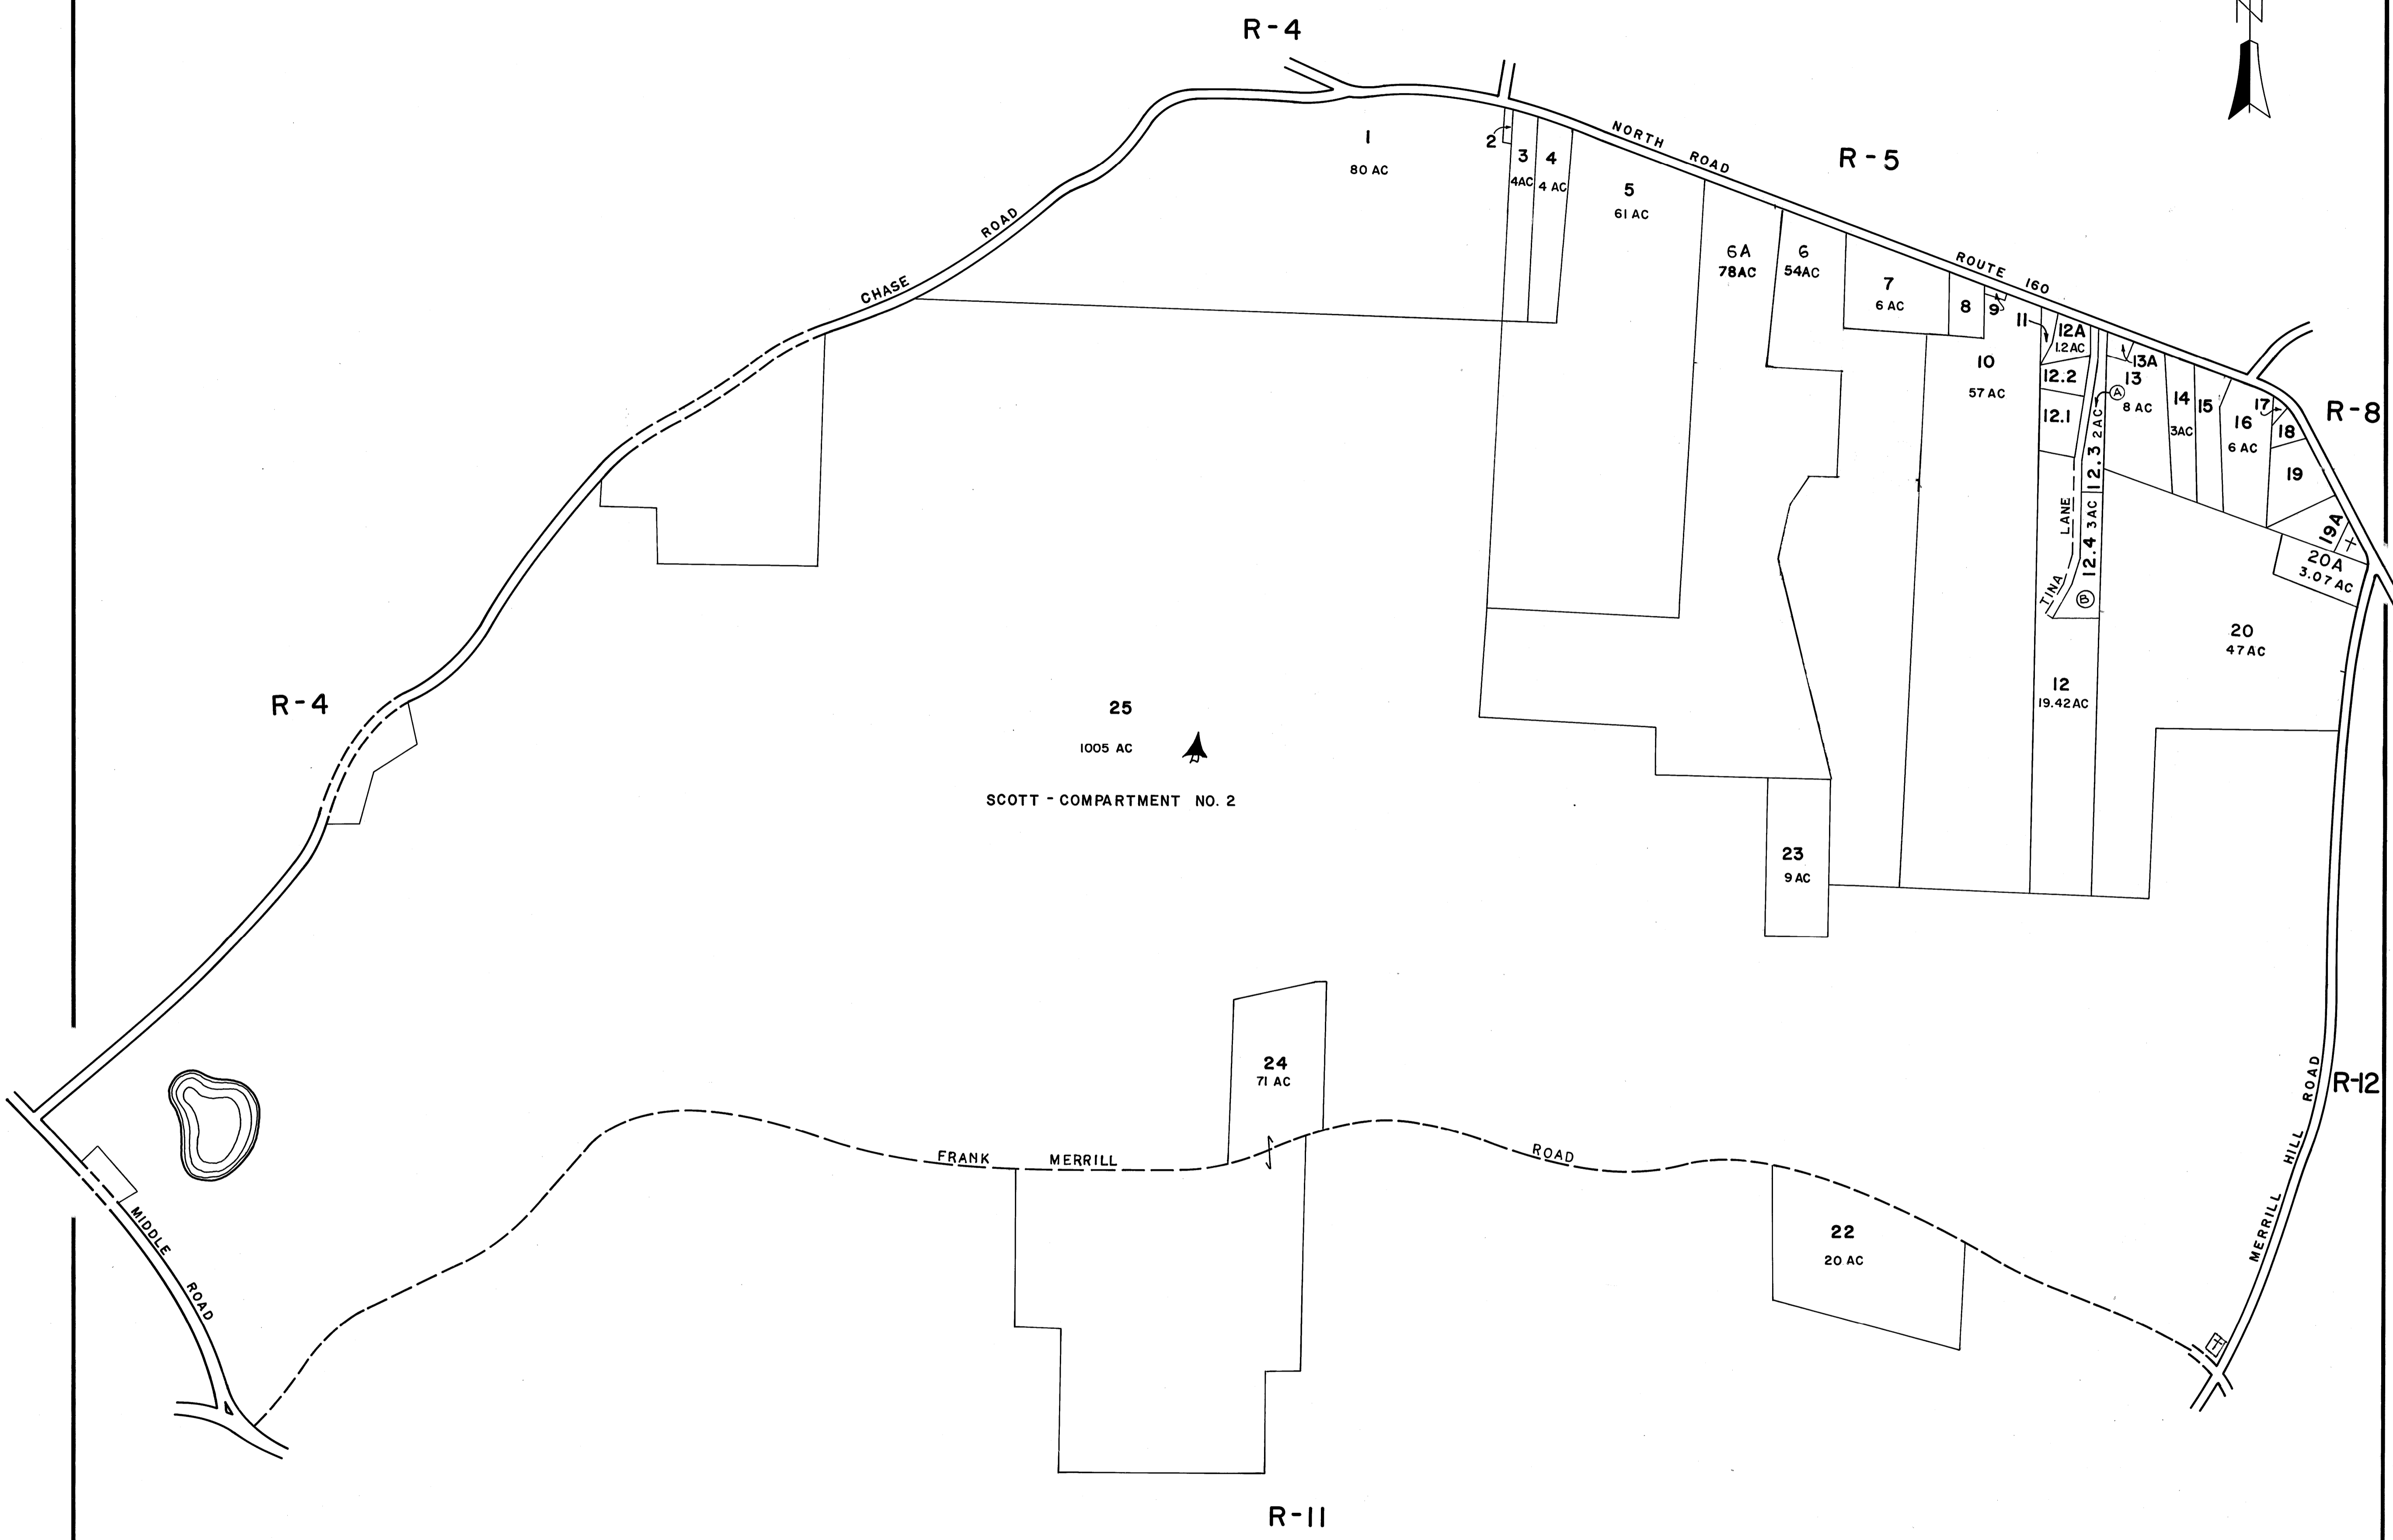 R-4
N
1
80 AC
2
3
4AC
4
4 AC
NORTH ROAD
R-5
5
61 AC
CHASE ROAD
6A
78AC
6
54AC
ROUTE 160
7
6 AC
8
9
10
57 AC
11
12A
1.2AC
12.2
12.1
13A
13
8 AC
A
12.3 2AC
14
3AC
15
16
6 AC
17
18
19
R-8
19A
20A
3.07 AC
12.4 3AC
TINA LANE
B
20
47 AC
12
19.42AC
R-4
25
1005 AC
SCOTT - COMPARTMENT NO. 2
23
9 AC
24
71 AC
R-12
FRANK MERRILL ROAD
MERRILL HILL ROAD
MIDDLE ROAD
22
20 AC
R-11